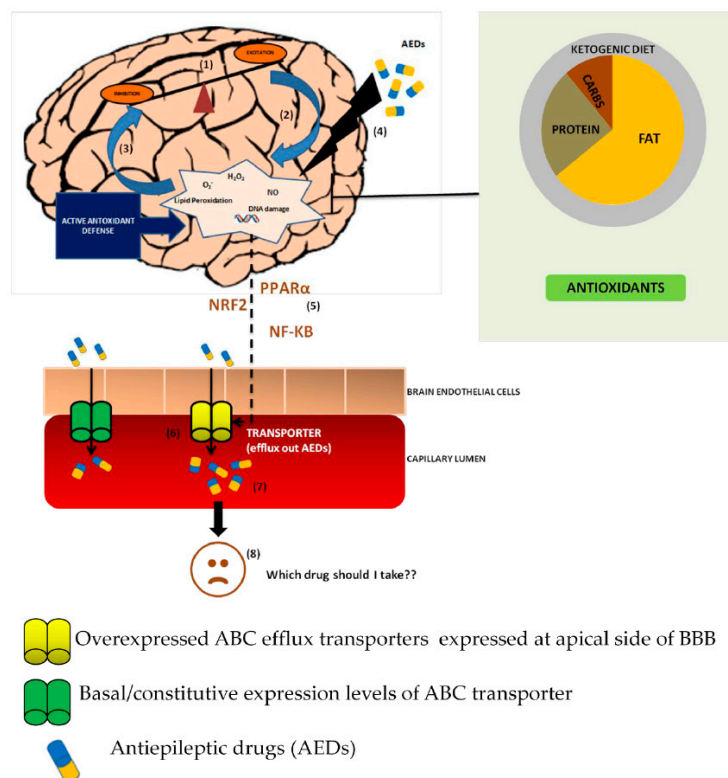 AEDs
EXCITATION
(1)
INHIBITION
(2)
(4)
(3)
H₂O₂
O₂⁻
NO
Lipid Peroxidation
DNA damage
ACTIVE ANTOXIDANT
DEFENSE
KETOGENIC DIET
CARBS
PROTEIN
FAT
ANTIOXIDANTS
PPARα
NRF2
(5)
NF-KB
BRAIN ENDOTHELIAL CELLS
(6)
TRANSPORTER
(efflux out AEDs)
CAPILLARY LUMEN
(7)
(8)
Which drug should I take??
Overexpressed ABC efflux transporters expressed at apical side of BBB
Basal/constitutive expression levels of ABC transporter
Antiepileptic drugs (AEDs)